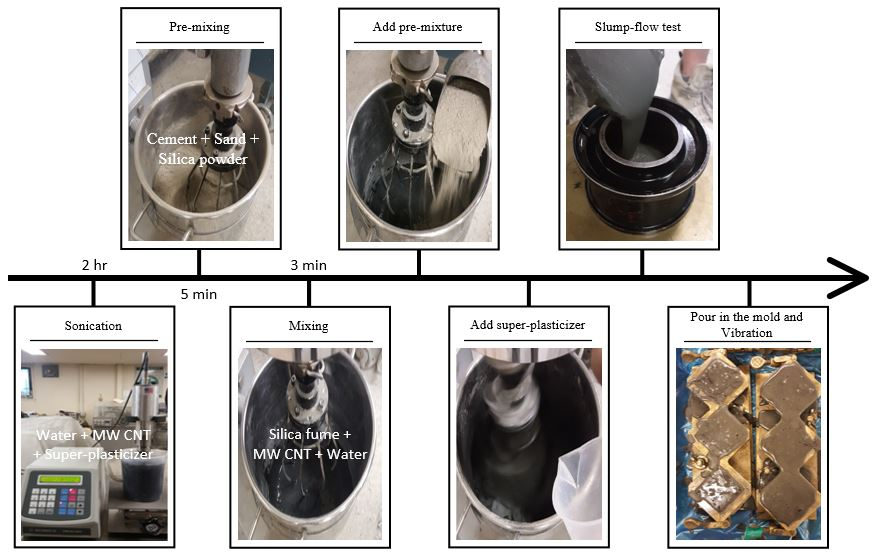 Pre-mixing
Cement + Sand +
Silica powder
Add pre-mixture
Slump-flow test
2 hr
5 min
3 min
Sonication
Water + MW CNT
+ Super-plasticizer
Mixing
Silica fume +
MW CNT + Water
Add super-plasticizer
Pour in the mold and
Vibration